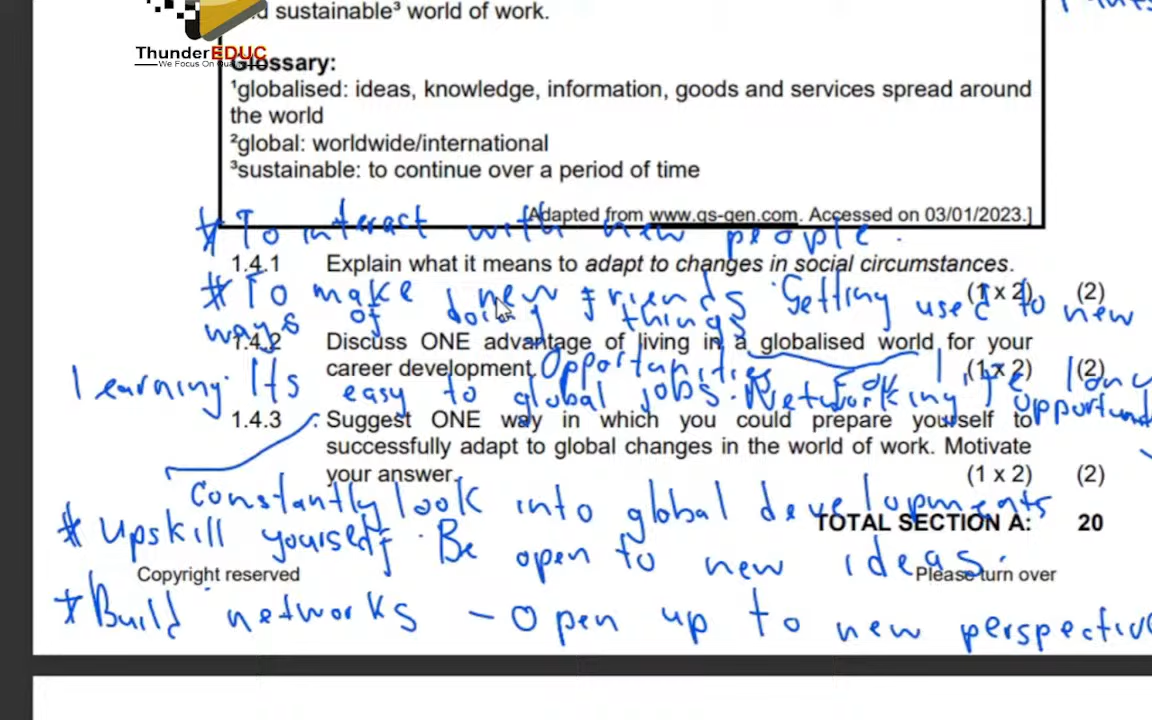 sustainable³ world of work.
ThunderEDUC
We Focus On
Glossary:
¹globalised: ideas, knowledge, information, goods and services spread around
the world
²global: worldwide/international
³sustainable: to continue over a period of time
[Adapted from www.qs-gen.com. Accessed on 03/01/2023.]
* To interact with new people.
1.4.1 Explain what it means to adapt to changes in social circumstances.
(1 x 2) (2)
* To make new friends. Getting used to new
ways of doing things
1.4.2 Discuss ONE advantage of living in a globalised world for your
career development. (1 x 2) (2)
Opportunities
learning. Its easy to global jobs. Networking
1.4.3 Suggest ONE way in which you could prepare yourself to
successfully adapt to global changes in the world of work. Motivate
your answer. (1 x 2) (2)
Constantly look into global developments
TOTAL SECTION A: 20
* Upskill yourself. Be open to new ideas.
Copyright reserved Please turn over
* Build networks - Open up to new